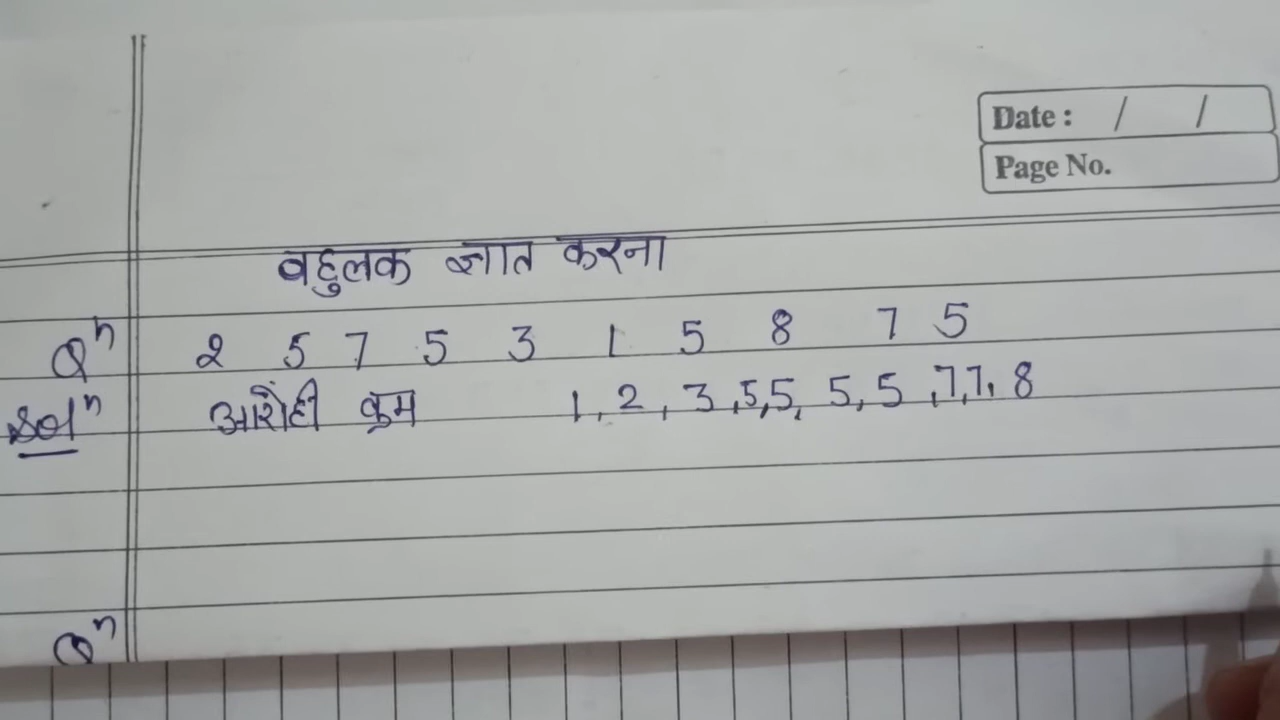 Date : / /
Page No.
बहुलक ज्ञात करना
Qⁿ 2 5 7 5 3 1 5 8 7 5
Solⁿ आरोही क्रम 1, 2, 3, 5, 5, 5, 5, 7, 7, 8
Qⁿ